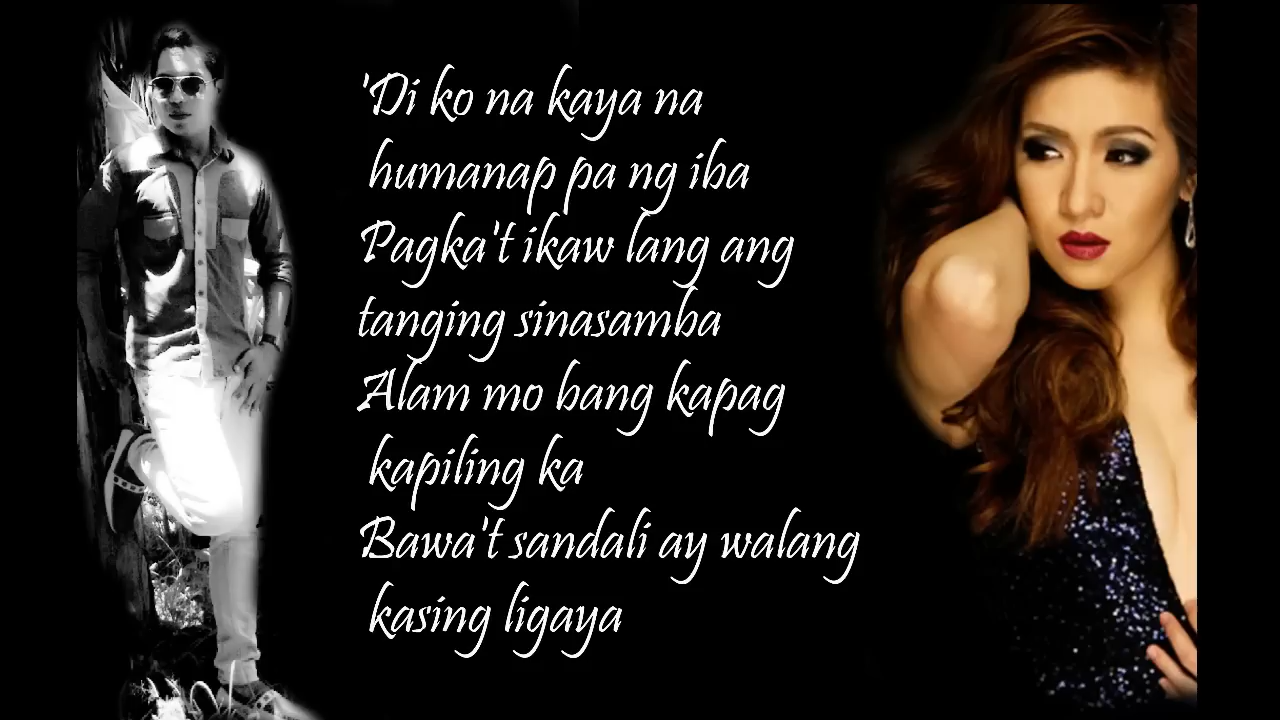 'Di ko na kaya na
humanap pa ng iba
Pagka't ikaw lang ang
tanging sinasamba
Alam mo bang kapag
kapiling ka
Bawa't sandali ay walang
kasing ligaya